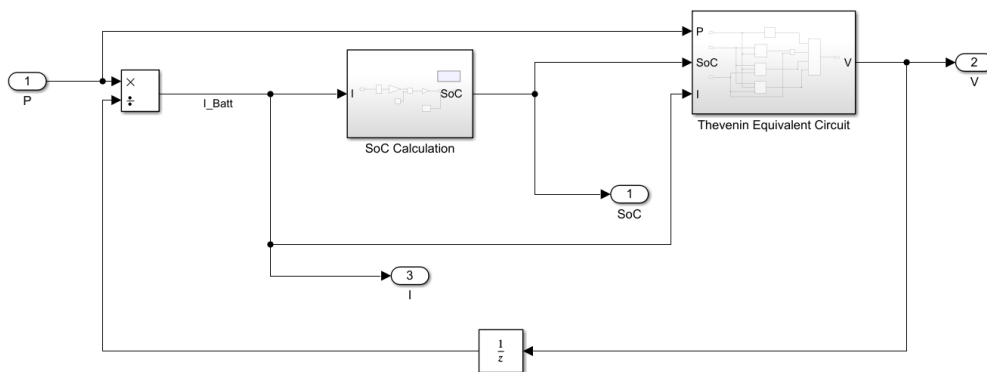 1
P
×
÷
I_Batt
I
SoC
SoC Calculation
P
SoC
I
V
Thevenin Equivalent Circuit
2
V
1
SoC
3
I
1
z